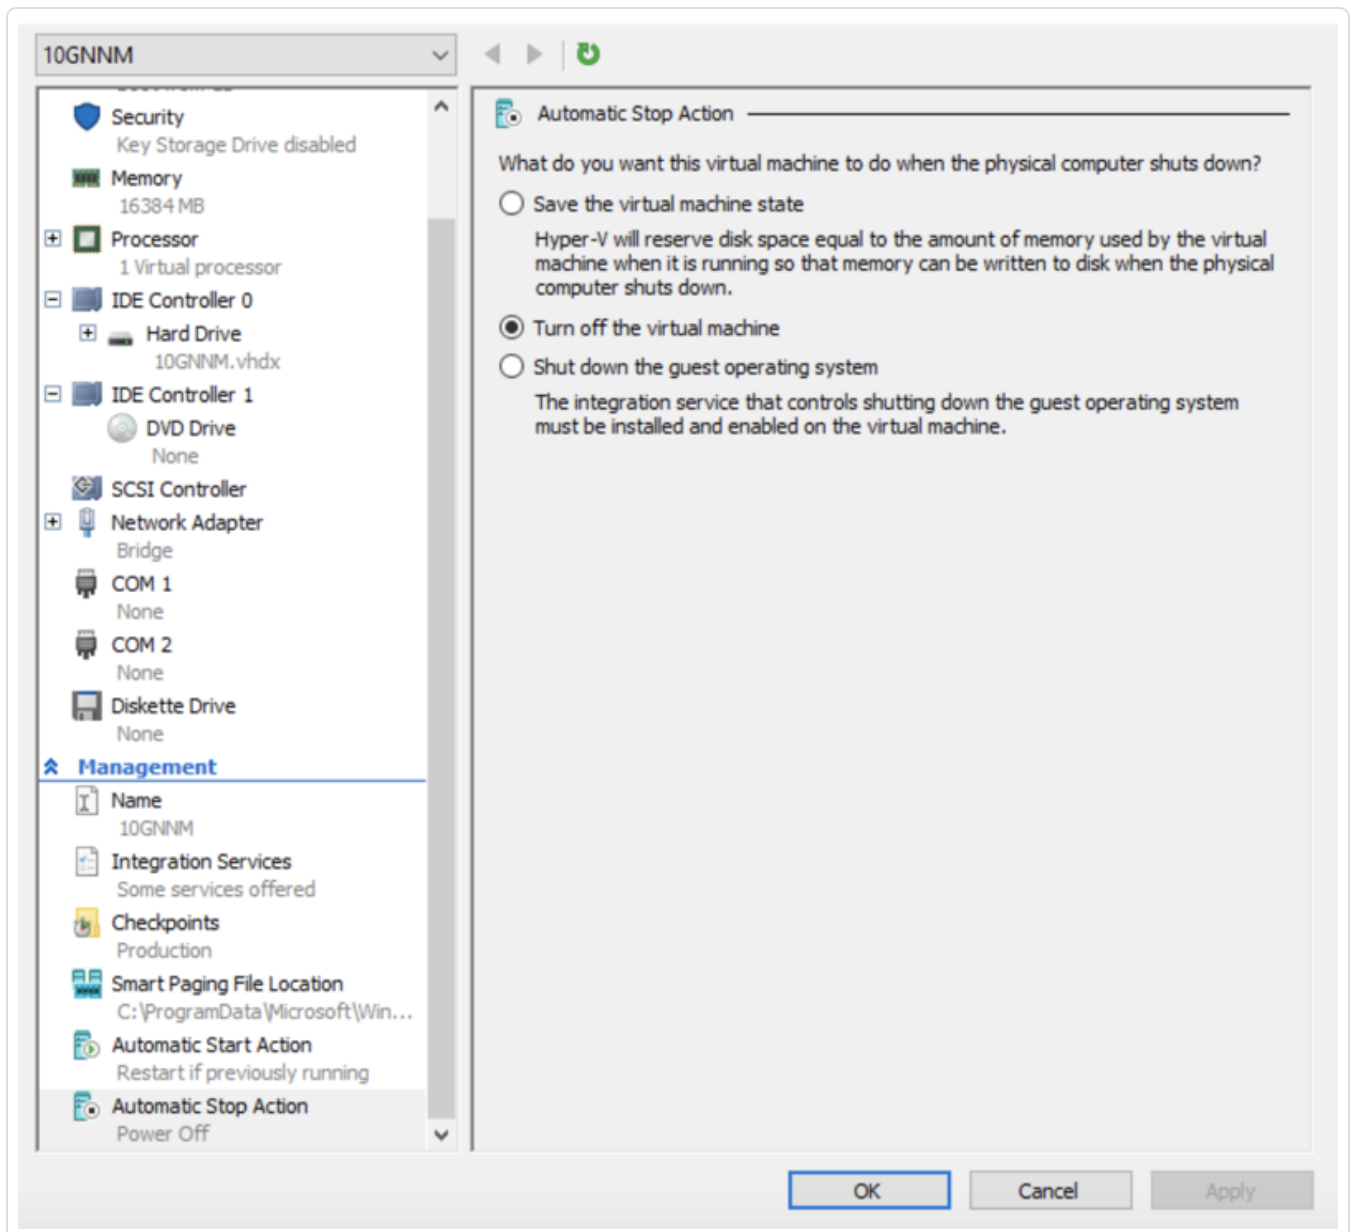 10GNNM
Security
Key Storage Drive disabled
Memory
16384 MB
Processor
1 Virtual processor
IDE Controller 0
Hard Drive
10GNNM.vhdx
IDE Controller 1
DVD Drive
None
SCSI Controller
Network Adapter
Bridge
COM 1
None
COM 2
None
Diskette Drive
None
Management
Name
10GNNM
Integration Services
Some services offered
Checkpoints
Production
Smart Paging File Location
C:\ProgramData\Microsoft\Win...
Automatic Start Action
Restart if previously running
Automatic Stop Action
Power Off
Automatic Stop Action
What do you want this virtual machine to do when the physical computer shuts down?
Save the virtual machine state
Hyper-V will reserve disk space equal to the amount of memory used by the virtual
machine when it is running so that memory can be written to disk when the physical
computer shuts down.
Turn off the virtual machine
Shut down the guest operating system
The integration service that controls shutting down the guest operating system
must be installed and enabled on the virtual machine.
OK
Cancel
Apply